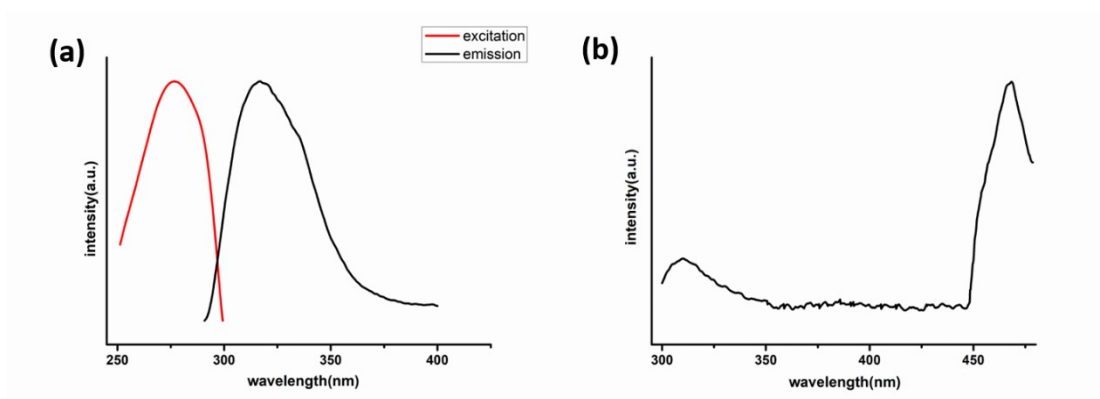 (a)
excitation
emission
intensity(a.u.)
250 300 350 400
wavelength(nm)
(b)
intensity(a.u.)
300 350 400 450
wavelength(nm)